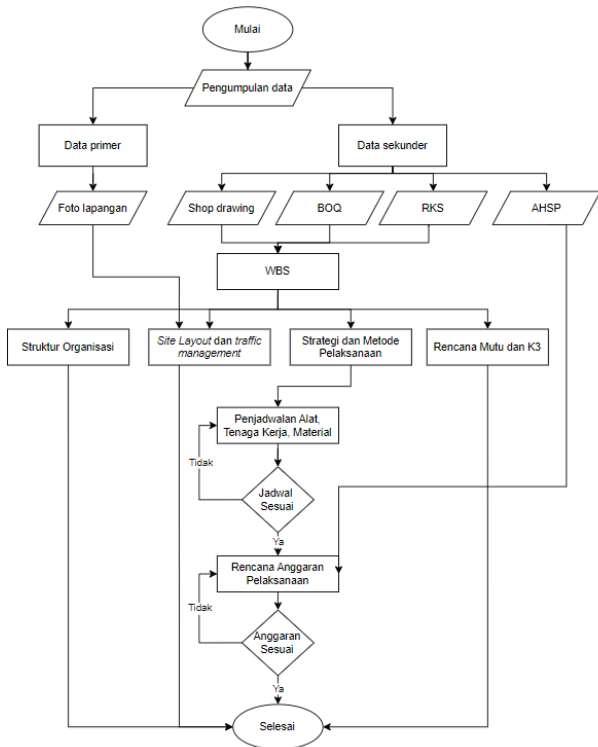 Mulai
Pengumpulan data
Data primer
Data sekunder
Foto lapangan
Shop drawing
BOQ
RKS
AHSP
WBS
Struktur Organisasi
Site Layout dan traffic
management
Strategi dan Metode
Pelaksanaan
Rencana Mutu dan K3
Penjadwalan Alat,
Tenaga Kerja, Material
Tidak
Jadwal
Sesuai
Ya
Rencana Anggaran
Pelaksanaan
Tidak
Anggaran
Sesuai
Ya
Selesai